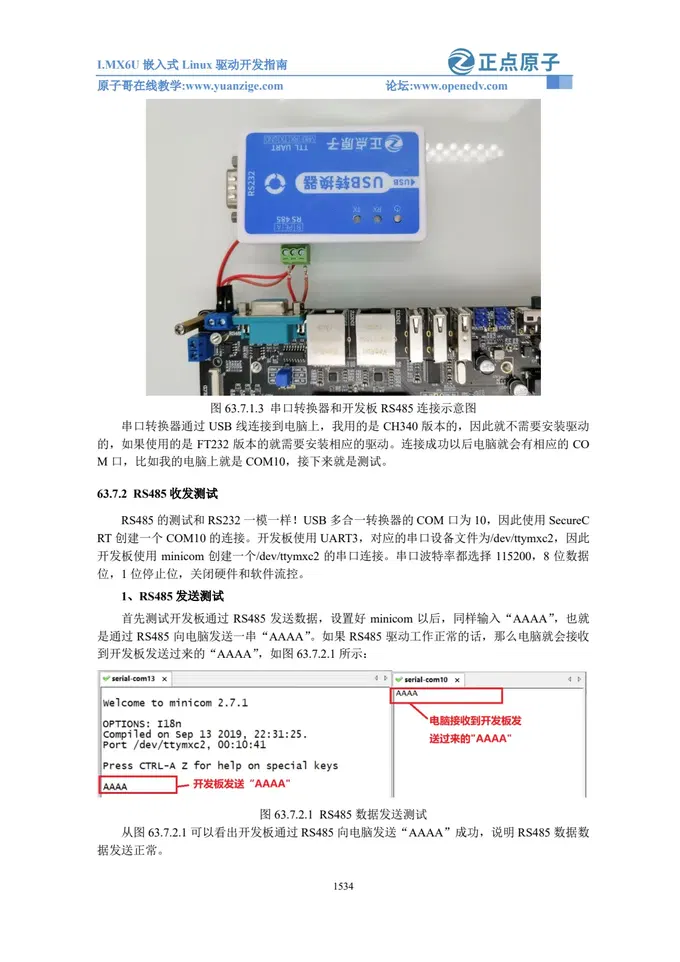 I.MX6U 嵌入式 Linux 驱动开发指南
正点原子
原子哥在线教学:www.yuanzige.com
论坛:www.openedv.com
正点原子
TTL UART
RS232
USB转换器
USB
TX
RX
RS485
图 63.7.1.3 串口转换器和开发板 RS485 连接示意图
串口转换器通过 USB 线连接到电脑上，我用的是 CH340 版本的，因此就不需要安装驱动
的，如果使用的是 FT232 版本的就需要安装相应的驱动。连接成功以后电脑就会有相应的 CO
M 口，比如我的电脑上就是 COM10，接下来就是测试。
63.7.2 RS485 收发测试
RS485 的测试和 RS232 一模一样！USB 多合一转换器的 COM 口为 10，因此使用 SecureC
RT 创建一个 COM10 的连接。开发板使用 UART3，对应的串口设备文件为/dev/ttymxc2，因此
开发板使用 minicom 创建一个/dev/ttymxc2 的串口连接。串口波特率都选择 115200，8 位数据
位，1 位停止位，关闭硬件和软件流控。
1、RS485 发送测试
首先测试开发板通过 RS485 发送数据，设置好 minicom 以后，同样输入“AAAA”，也就
是通过 RS485 向电脑发送一串“AAAA”。如果 RS485 驱动工作正常的话，那么电脑就会接收
到开发板发送过来的“AAAA”，如图 63.7.2.1 所示：
serial-com13
Welcome to minicom 2.7.1
OPTIONS: I18n
Compiled on Sep 13 2019, 22:31:25.
Port /dev/ttymxc2, 00:10:41
Press CTRL-A Z for help on special keys
AAAA
开发板发送 "AAAA"
serial-com10
AAAA
电脑接收到开发板发
送过来的"AAAA"
图 63.7.2.1 RS485 数据发送测试
从图 63.7.2.1 可以看出开发板通过 RS485 向电脑发送“AAAA”成功，说明 RS485 数据数
据发送正常。
1534